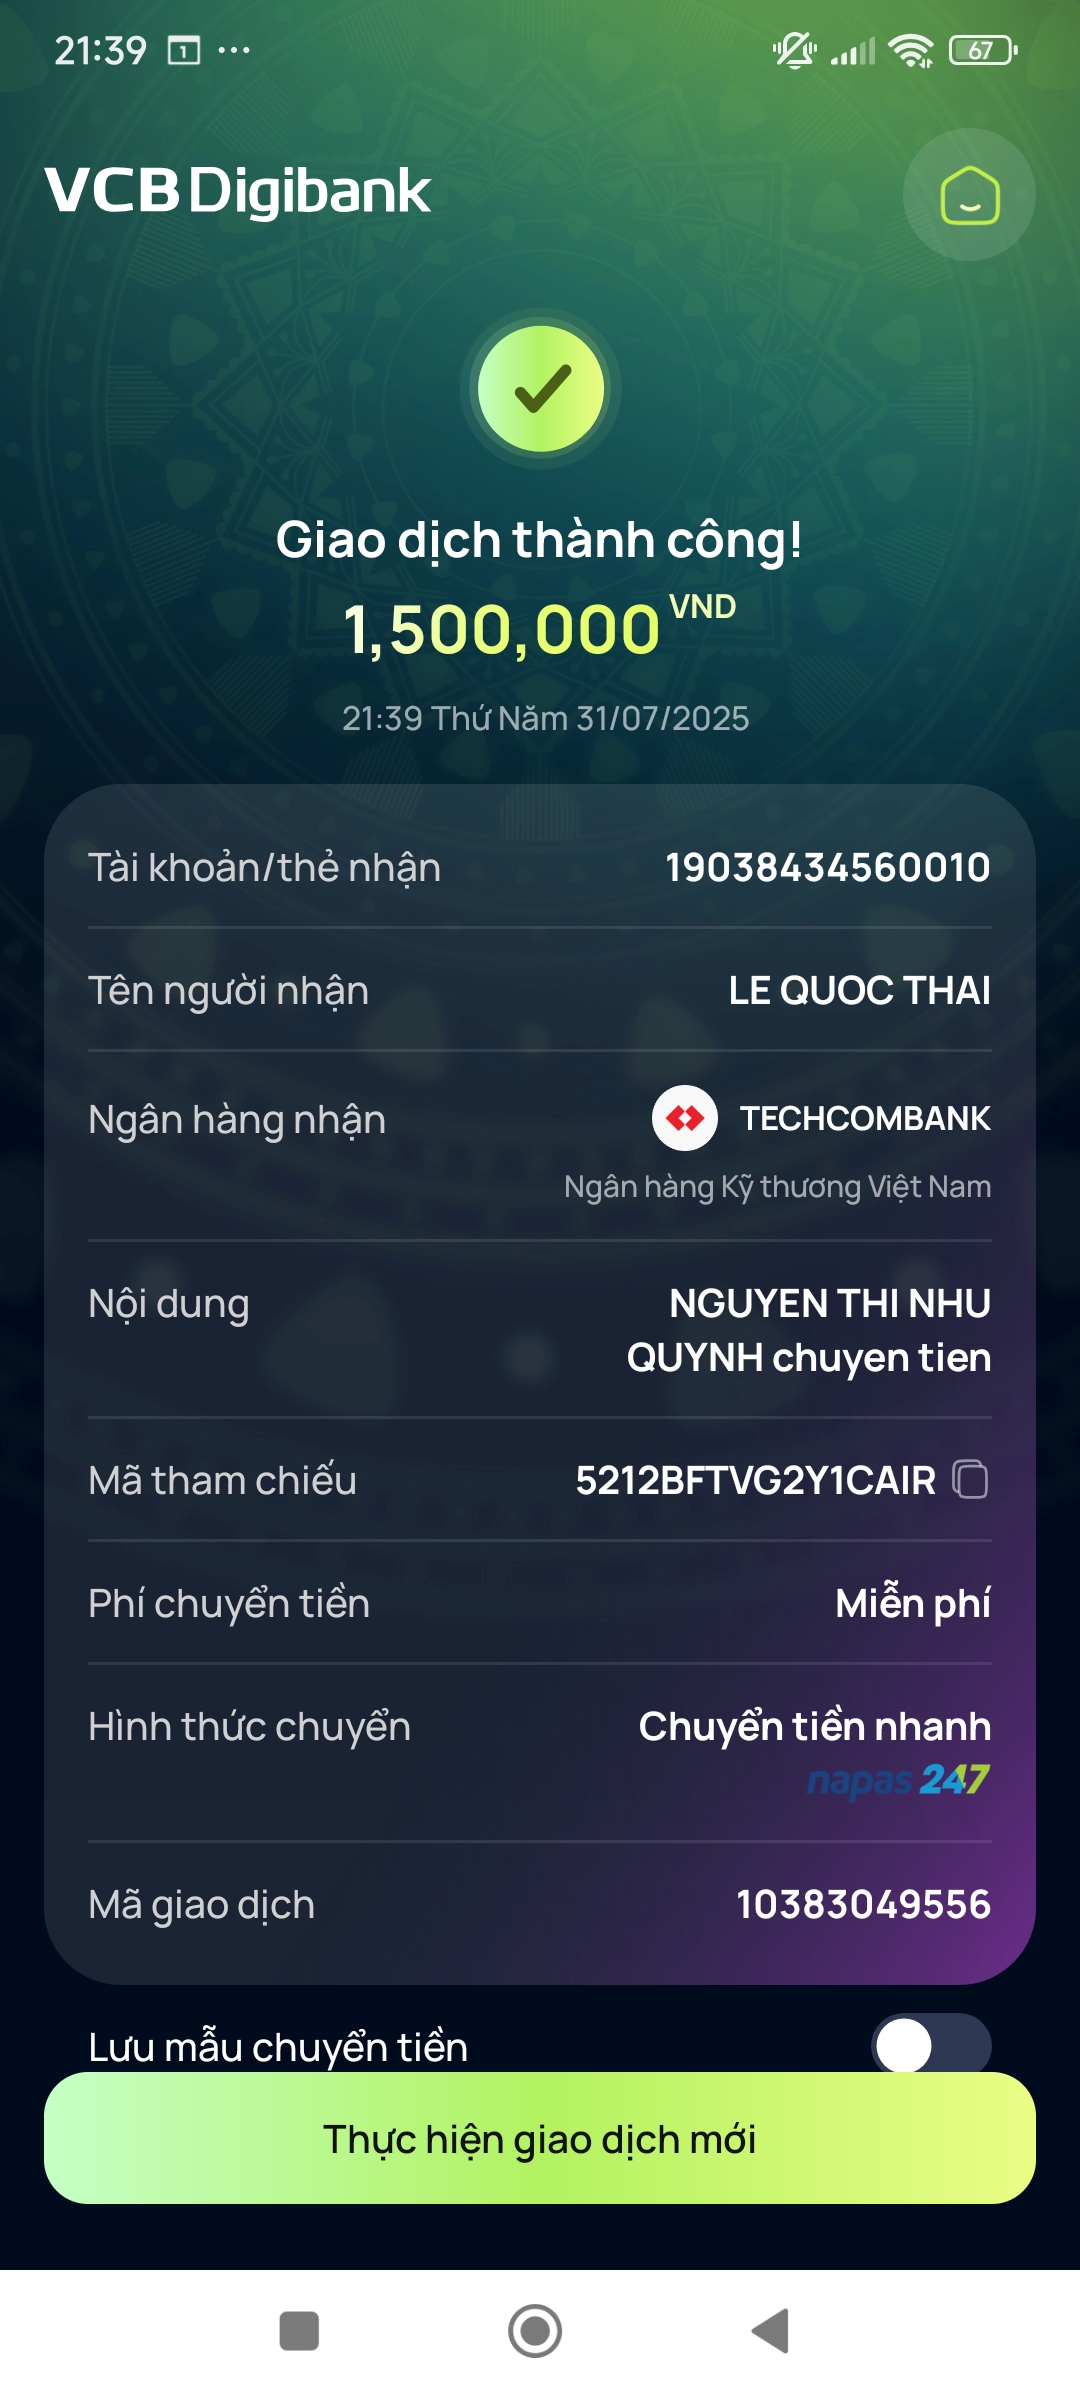 21:39 1 ... 67
VCB Digibank
Giao dịch thành công!
1,500,000 VND
21:39 Thứ Năm 31/07/2025
Tài khoản/thẻ nhận 19038434560010
Tên người nhận LE QUOC THAI
Ngân hàng nhận TECHCOMBANK
Ngân hàng Kỹ thương Việt Nam
Nội dung NGUYEN THI NHU
QUYNH chuyen tien
Mã tham chiếu 5212BFTVG2Y1CAIR
Phí chuyển tiền Miễn phí
Hình thức chuyển Chuyển tiền nhanh
napas 247
Mã giao dịch 10383049556
Lưu mẫu chuyển tiền
Thực hiện giao dịch mới